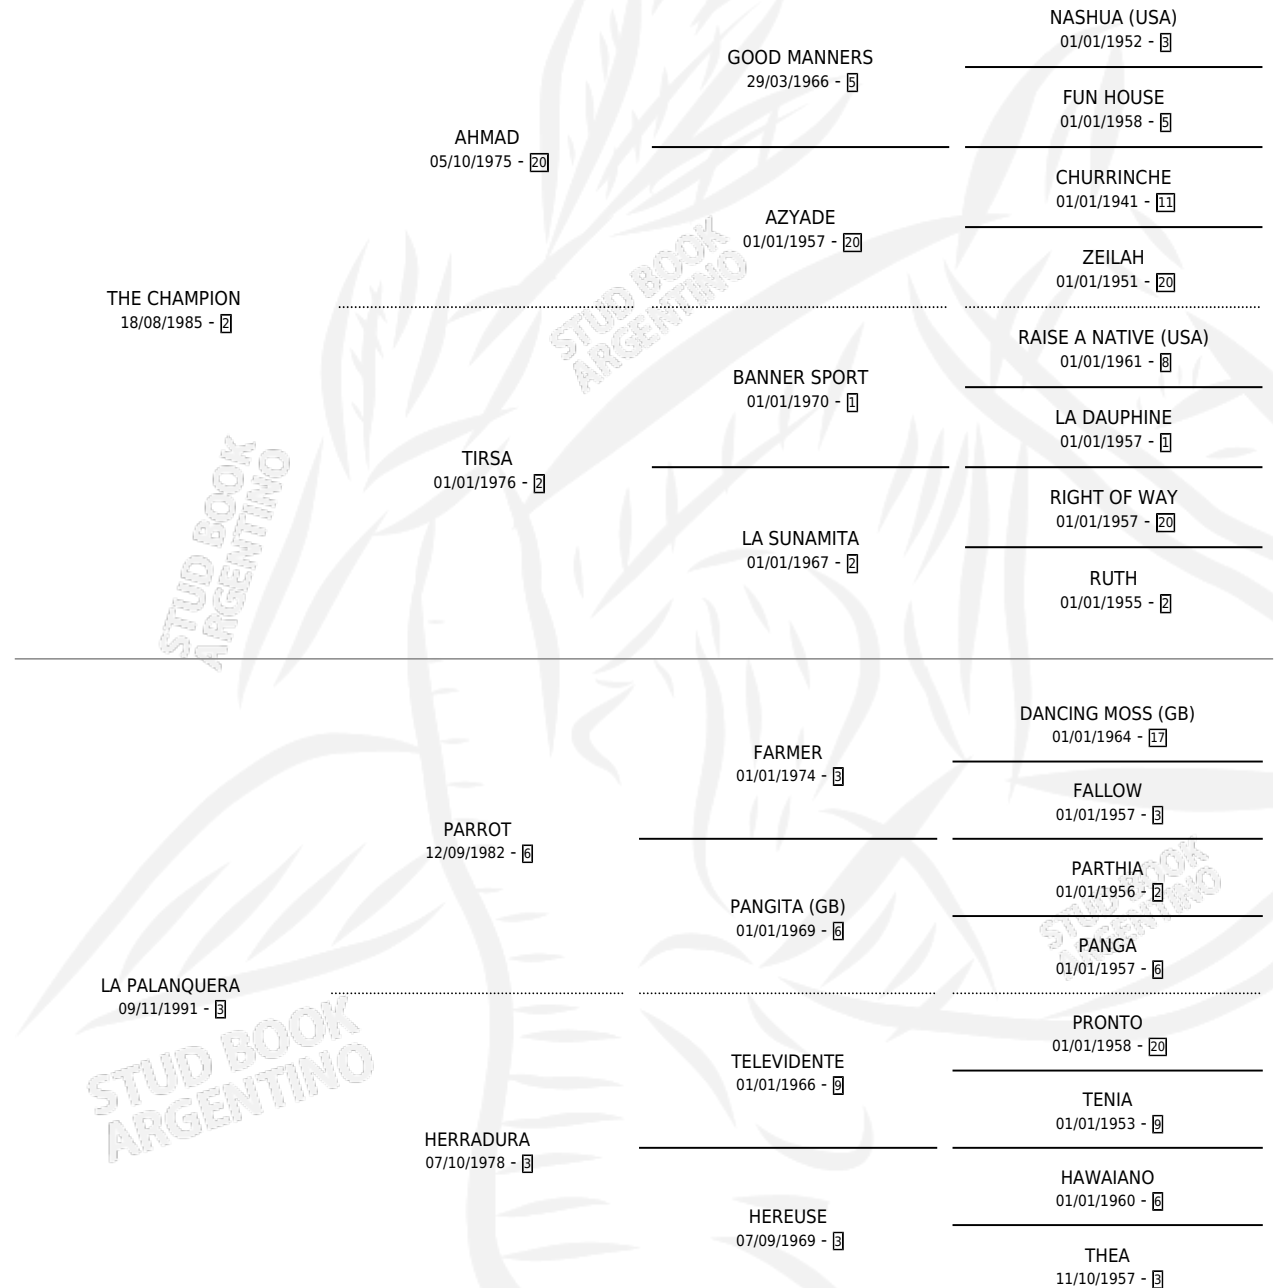 NASHUA (USA)
01/01/1952 - 3
GOOD MANNERS
29/03/1966 - 5
FUN HOUSE
01/01/1958 - 5
AHMAD
05/10/1975 - 20
CHURRINCHE
01/01/1941 - 11
AZYADE
01/01/1957 - 20
ZEILAH
01/01/1951 - 20
THE CHAMPION
18/08/1985 - 2
STUD BOOK
ARGENTINO
RAISE A NATIVE (USA)
01/01/1961 - 8
BANNER SPORT
01/01/1970 - 1
LA DAUPHINE
01/01/1957 - 1
TIRSA
01/01/1976 - 2
RIGHT OF WAY
01/01/1957 - 20
LA SUNAMITA
01/01/1967 - 2
RUTH
01/01/1955 - 2
STUD BOOK
ARGENTINO
DANCING MOSS (GB)
01/01/1964 - 17
FARMER
01/01/1974 - 3
FALLOW
01/01/1957 - 3
PARROT
12/09/1982 - 6
PARTHIA
01/01/1956 - 2
PANGITA (GB)
01/01/1969 - 6
STUD BOOK
ARGENTINO
PANGA
01/01/1957 - 6
LA PALANQUERA
09/11/1991 - 3
PRONTO
01/01/1958 - 20
STUD BOOK
ARGENTINO
TELEVIDENTE
01/01/1966 - 9
TENIA
01/01/1953 - 9
HERRADURA
07/10/1978 - 3
HAWAIANO
01/01/1960 - 6
HEREUSE
07/09/1969 - 3
THEA
11/10/1957 - 3